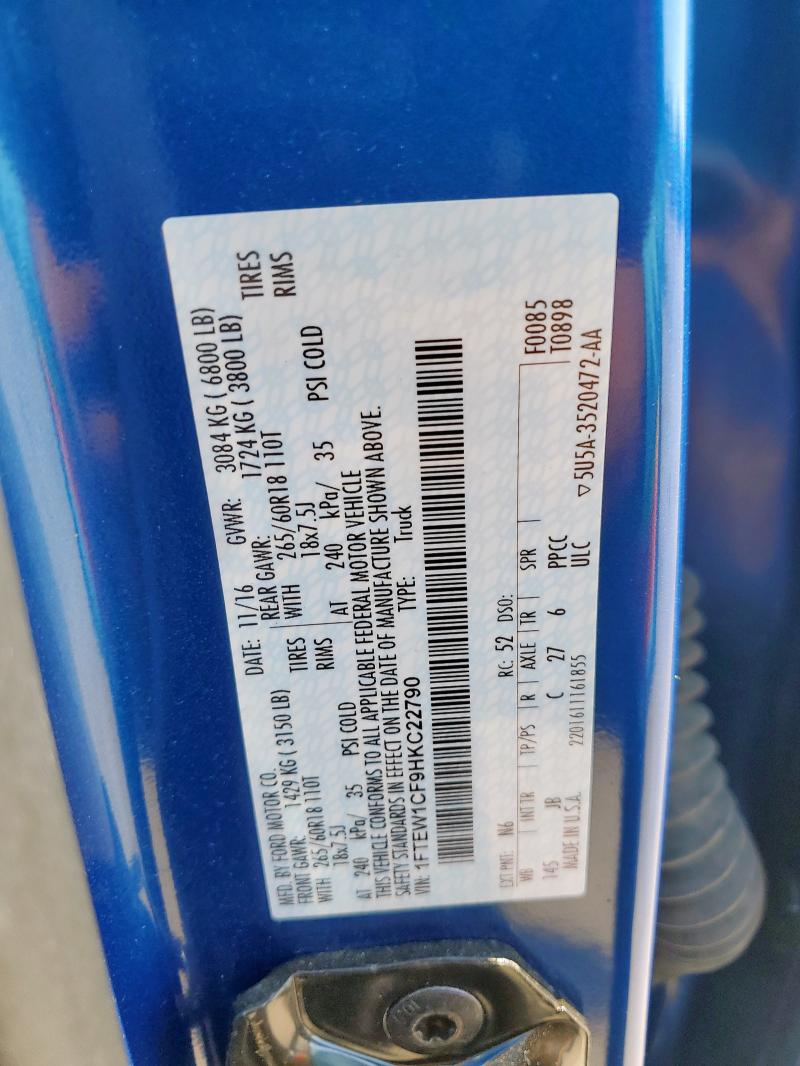 MFD. BY FORD MOTOR CO.
DATE: 11/16 GVWR: 3084 KG ( 6800 LB)
FRONT GAWR: 1429 KG ( 3150 LB) REAR GAWR: 1724 KG ( 3800 LB)
WITH 265/60R18 110T TIRES WITH 265/60R18 110T TIRES
18x7.5J RIMS 18x7.5J RIMS
AT 240 kPa/ 35 PSI COLD AT 240 kPa/ 35 PSI COLD
THIS VEHICLE CONFORMS TO ALL APPLICABLE FEDERAL MOTOR VEHICLE
SAFETY STANDARDS IN EFFECT ON THE DATE OF MANUFACTURE SHOWN ABOVE.
VIN: 1FTEW1CF9HKC22790 TYPE: Truck
EXT PNT: N6 RC: 52 DSO:
WB INT TR TP/PS R AXLE TR SPR F0085
145 JB C 27 6 PPCC T0898
MADE IN U.S.A. 2201611161855 ULC ▽5U5A-3520472-AA